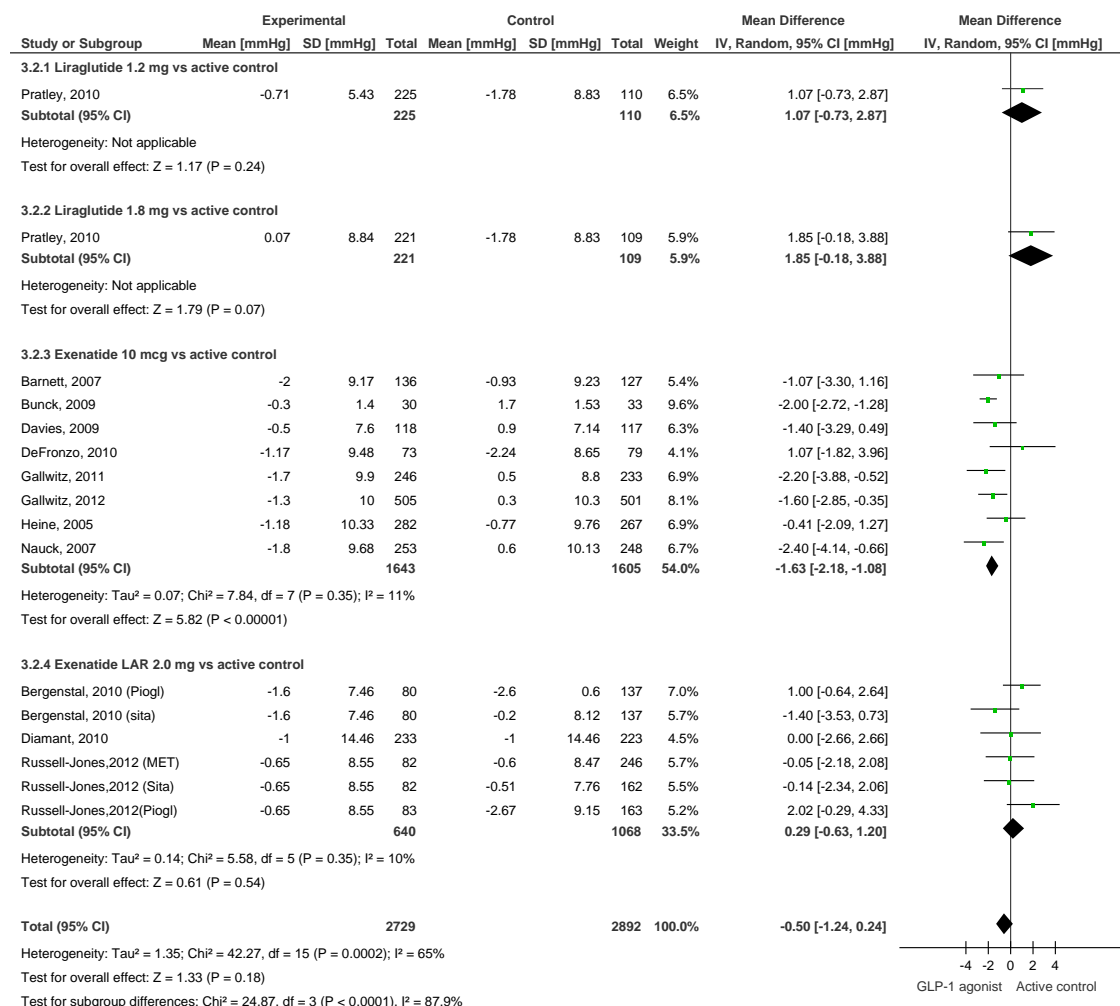 Experimental Control Mean Difference Mean Difference
Study or Subgroup Mean [mmHg] SD [mmHg] Total Mean [mmHg] SD [mmHg] Total Weight IV, Random, 95% CI [mmHg] IV, Random, 95% CI [mmHg]
3.2.1 Liraglutide 1.2 mg vs active control
Pratley, 2010 -0.71 5.43 225 -1.78 8.83 110 6.5% 1.07 [-0.73, 2.87]
Subtotal (95% CI) 225 110 6.5% 1.07 [-0.73, 2.87]
Heterogeneity: Not applicable
Test for overall effect: Z = 1.17 (P = 0.24)
3.2.2 Liraglutide 1.8 mg vs active control
Pratley, 2010 0.07 8.84 221 -1.78 8.83 109 5.9% 1.85 [-0.18, 3.88]
Subtotal (95% CI) 221 109 5.9% 1.85 [-0.18, 3.88]
Heterogeneity: Not applicable
Test for overall effect: Z = 1.79 (P = 0.07)
3.2.3 Exenatide 10 mcg vs active control
Barnett, 2007 -2 9.17 136 -0.93 9.23 127 5.4% -1.07 [-3.30, 1.16]
Bunck, 2009 -0.3 1.4 30 1.7 1.53 33 9.6% -2.00 [-2.72, -1.28]
Davies, 2009 -0.5 7.6 118 0.9 7.14 117 6.3% -1.40 [-3.29, 0.49]
DeFronzo, 2010 -1.17 9.48 73 -2.24 8.65 79 4.1% 1.07 [-1.82, 3.96]
Gallwitz, 2011 -1.7 9.9 246 0.5 8.8 233 6.9% -2.20 [-3.88, -0.52]
Gallwitz, 2012 -1.3 10 505 0.3 10.3 501 8.1% -1.60 [-2.85, -0.35]
Heine, 2005 -1.18 10.33 282 -0.77 9.76 267 6.9% -0.41 [-2.09, 1.27]
Nauck, 2007 -1.8 9.68 253 0.6 10.13 248 6.7% -2.40 [-4.14, -0.66]
Subtotal (95% CI) 1643 1605 54.0% -1.63 [-2.18, -1.08]
Heterogeneity: Tau² = 0.07; Chi² = 7.84, df = 7 (P = 0.35); I² = 11%
Test for overall effect: Z = 5.82 (P < 0.00001)
3.2.4 Exenatide LAR 2.0 mg vs active control
Bergenstal, 2010 (Piogl) -1.6 7.46 80 -2.6 0.6 137 7.0% 1.00 [-0.64, 2.64]
Bergenstal, 2010 (sita) -1.6 7.46 80 -0.2 8.12 137 5.7% -1.40 [-3.53, 0.73]
Diamant, 2010 -1 14.46 233 -1 14.46 223 4.5% 0.00 [-2.66, 2.66]
Russell-Jones,2012 (MET) -0.65 8.55 82 -0.6 8.47 246 5.7% -0.05 [-2.18, 2.08]
Russell-Jones,2012 (Sita) -0.65 8.55 82 -0.51 7.76 162 5.5% -0.14 [-2.34, 2.06]
Russell-Jones,2012(Piogl) -0.65 8.55 83 -2.67 9.15 163 5.2% 2.02 [-0.29, 4.33]
Subtotal (95% CI) 640 1068 33.5% 0.29 [-0.63, 1.20]
Heterogeneity: Tau² = 0.14; Chi² = 5.58, df = 5 (P = 0.35); I² = 10%
Test for overall effect: Z = 0.61 (P = 0.54)
Total (95% CI) 2729 2892 100.0% -0.50 [-1.24, 0.24]
Heterogeneity: Tau² = 1.35; Chi² = 42.27, df = 15 (P = 0.0002); I² = 65%
Test for overall effect: Z = 1.33 (P = 0.18)
Test for subgroup differences: Chi² = 24.87, df = 3 (P < 0.0001), I² = 87.9%
-4 -2 0 2 4
GLP-1 agonist Active control